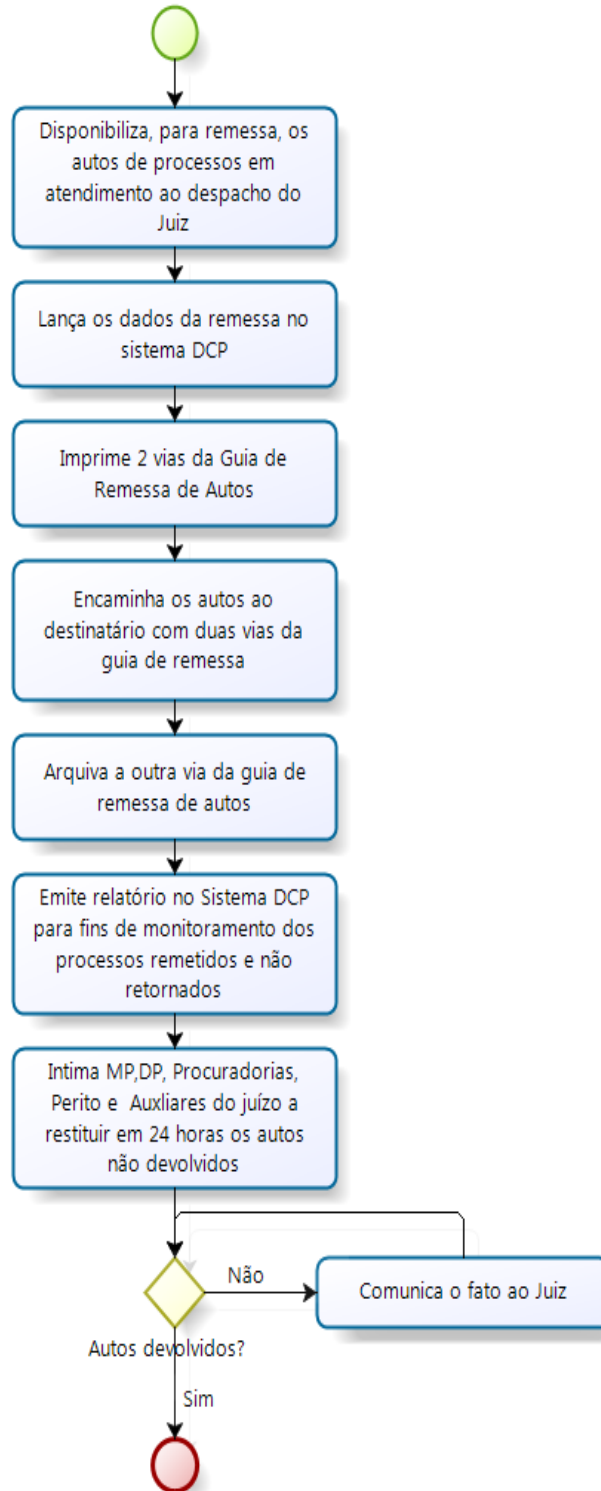 Disponibiliza, para remessa, os
autos de processos em
atendimento ao despacho do
Juiz
Lança os dados da remessa no
sistema DCP
Imprime 2 vias da Guia de
Remessa de Autos
Encaminha os autos ao
destinatário com duas vias da
guia de remessa
Arquiva a outra via da guia de
remessa de autos
Emite relatório no Sistema DCP
para fins de monitoramento dos
processos remetidos e não
retornados
Intima MP,DP, Procuradorias,
Perito e Auxliares do juízo a
restituir em 24 horas os autos
não devolvidos
Não
Comunica o fato ao Juiz
Autos devolvidos?
Sim